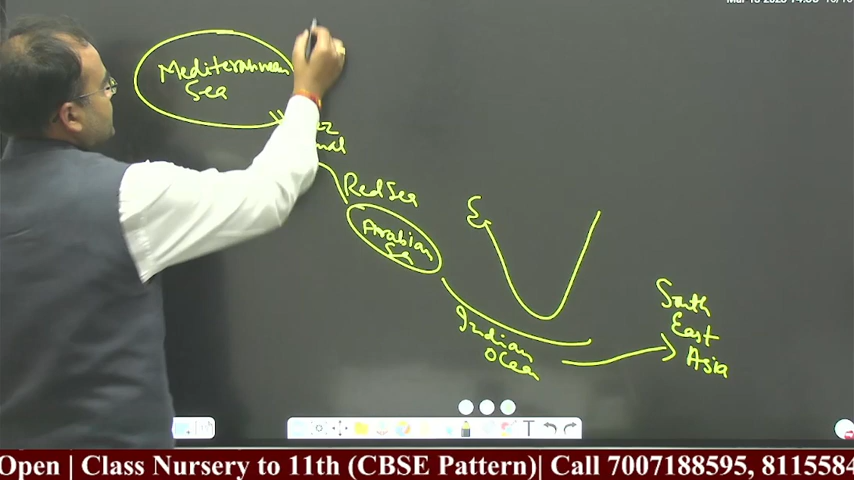 Mediterranean
Sea
Red Sea
Arabian
Sea
Indian
Ocean
South
East
Asia
T
Open | Class Nursery to 11th (CBSE Pattern)| Call 7007188595, 81158